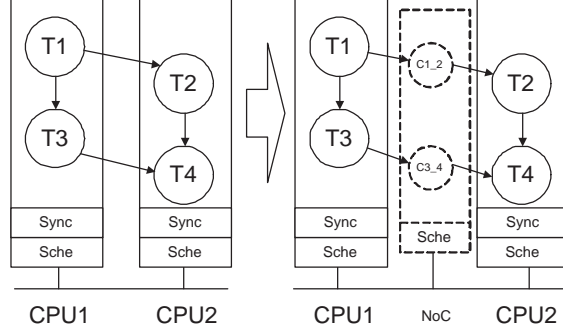 T1
T2
T3
T4
Sync
Sche
Sync
Sche
CPU1
CPU2
T1
C1_2
T2
T3
C3_4
T4
Sync
Sche
Sche
Sync
Sche
CPU1
NoC
CPU2